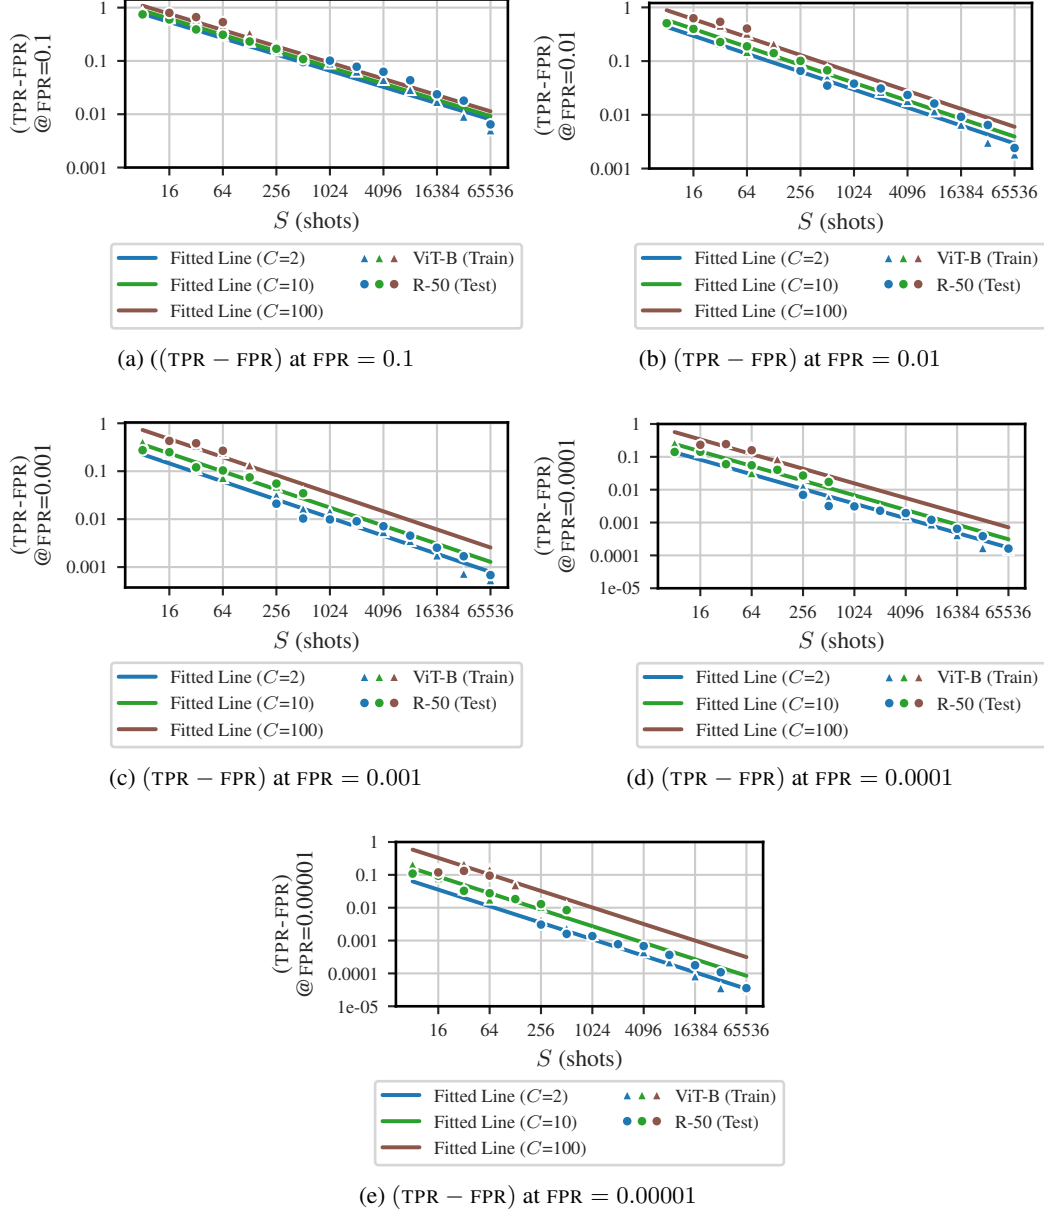 1
0.1
0.01
0.001
(TPR-FPR)
@FPR=0.1
16 64 256 1024 4096 16384 65536
S (shots)
Fitted Line (C=2)
Fitted Line (C=10)
Fitted Line (C=100)
ViT-B (Train)
R-50 (Test)
(a) ((TPR − FPR) at FPR = 0.1
1
0.1
0.01
0.001
(TPR-FPR)
@FPR=0.01
16 64 256 1024 4096 16384 65536
S (shots)
Fitted Line (C=2)
Fitted Line (C=10)
Fitted Line (C=100)
ViT-B (Train)
R-50 (Test)
(b) (TPR − FPR) at FPR = 0.01
1
0.1
0.01
0.001
(TPR-FPR)
@FPR=0.001
16 64 256 1024 4096 16384 65536
S (shots)
Fitted Line (C=2)
Fitted Line (C=10)
Fitted Line (C=100)
ViT-B (Train)
R-50 (Test)
(c) (TPR − FPR) at FPR = 0.001
1
0.1
0.01
0.001
0.0001
1e-05
(TPR-FPR)
@FPR=0.0001
16 64 256 1024 4096 16384 65536
S (shots)
Fitted Line (C=2)
Fitted Line (C=10)
Fitted Line (C=100)
ViT-B (Train)
R-50 (Test)
(d) (TPR − FPR) at FPR = 0.0001
1
0.1
0.01
0.001
0.0001
1e-05
(TPR-FPR)
@FPR=0.00001
16 64 256 1024 4096 16384 65536
S (shots)
Fitted Line (C=2)
Fitted Line (C=10)
Fitted Line (C=100)
ViT-B (Train)
R-50 (Test)
(e) (TPR − FPR) at FPR = 0.00001